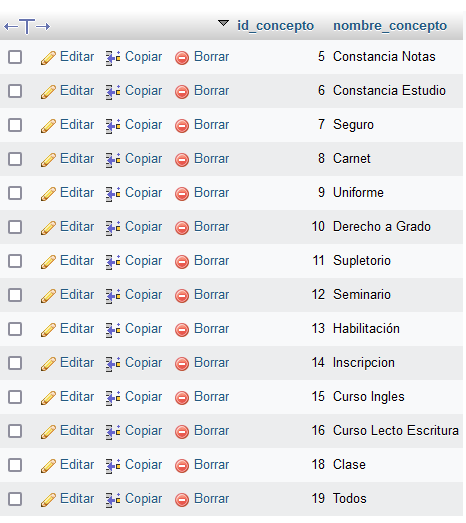 id_concepto nombre_concepto
Editar Copiar Borrar 5 Constancia Notas
Editar Copiar Borrar 6 Constancia Estudio
Editar Copiar Borrar 7 Seguro
Editar Copiar Borrar 8 Carnet
Editar Copiar Borrar 9 Uniforme
Editar Copiar Borrar 10 Derecho a Grado
Editar Copiar Borrar 11 Supletorio
Editar Copiar Borrar 12 Seminario
Editar Copiar Borrar 13 Habilitación
Editar Copiar Borrar 14 Inscripcion
Editar Copiar Borrar 15 Curso Ingles
Editar Copiar Borrar 16 Curso Lecto Escritura
Editar Copiar Borrar 18 Clase
Editar Copiar Borrar 19 Todos